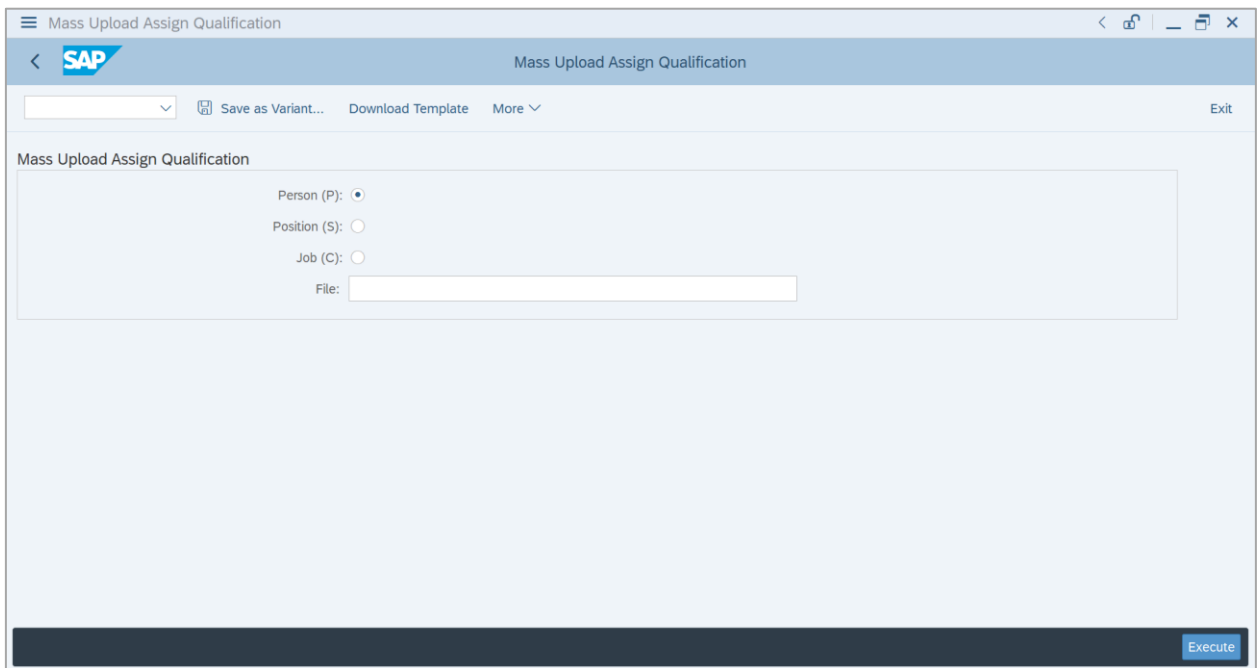 Mass Upload Assign Qualification
SAP Mass Upload Assign Qualification
Save as Variant... Download Template More Exit
Mass Upload Assign Qualification
Person (P):
Position (S):
Job (C):
File:
Execute